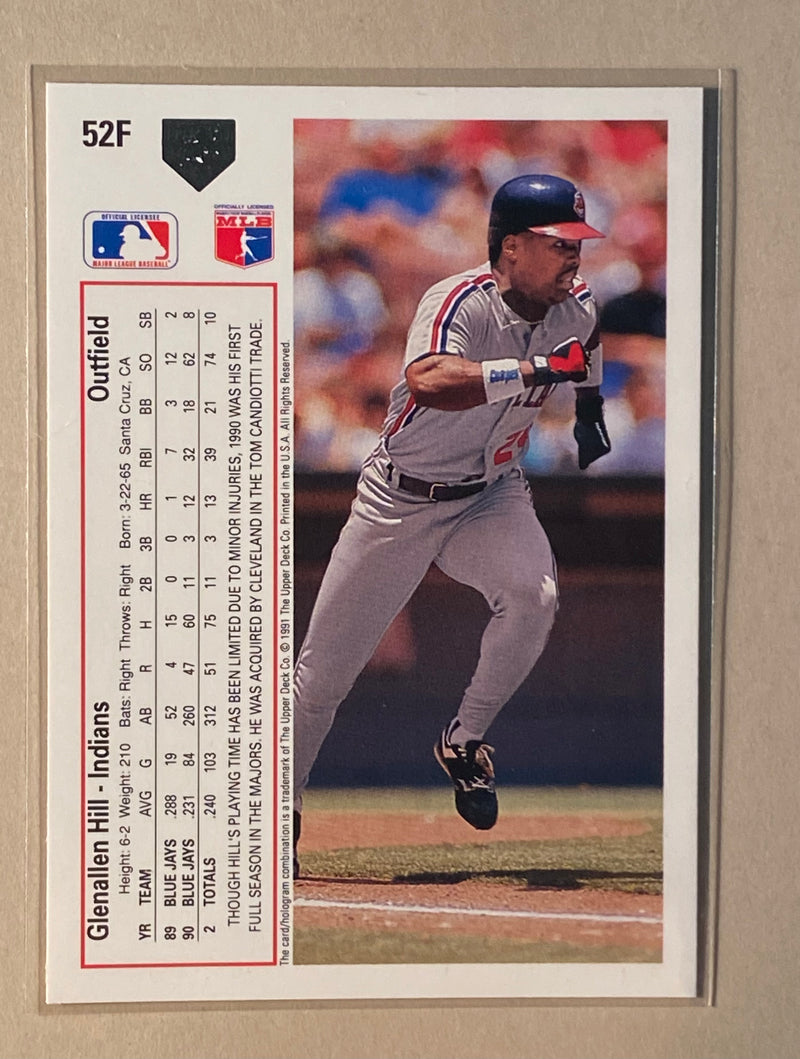 52F
OFFICIAL LICENSEE
MAJOR LEAGUE BASEBALL
OFFICIALLY LICENSED
MLB
Glenallen Hill - Indians Outfield
Height: 6-2 Weight: 210 Bats: Right Throws: Right Born: 3-22-65 Santa Cruz, CA
YR TEAM AVG G AB R H 2B 3B HR RBI BB SO SB
89 BLUE JAYS .288 19 52 4 15 0 0 1 7 3 12 2
90 BLUE JAYS .231 84 260 47 60 11 3 12 32 18 62 8
2 TOTALS .240 103 312 51 75 11 3 13 39 21 74 10
THOUGH HILL'S PLAYING TIME HAS BEEN LIMITED DUE TO MINOR INJURIES, 1990 WAS HIS FIRST
FULL SEASON IN THE MAJORS. HE WAS ACQUIRED BY CLEVELAND IN THE TOM CANDIOTTI TRADE.
The card/hologram combination is a trademark of The Upper Deck Co. © 1991 The Upper Deck Co. Printed in the U.S.A. All Rights Reserved.